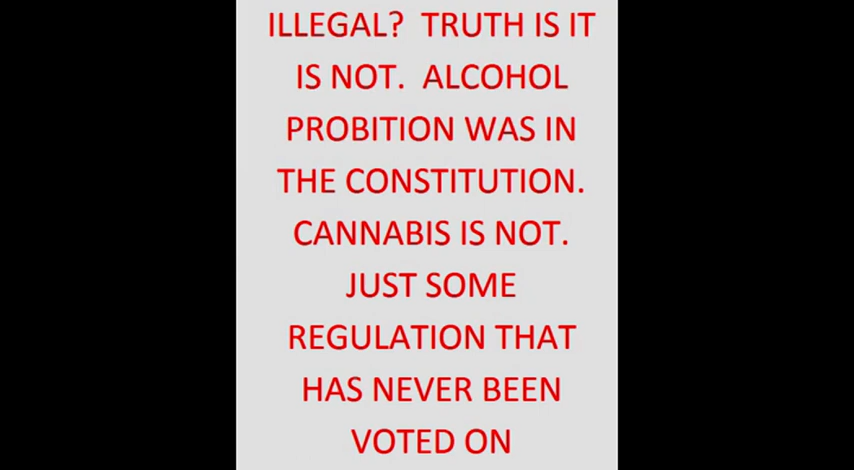 ILLEGAL? TRUTH IS IT
IS NOT. ALCOHOL
PROBITION WAS IN
THE CONSTITUTION.
CANNABIS IS NOT.
JUST SOME
REGULATION THAT
HAS NEVER BEEN
VOTED ON